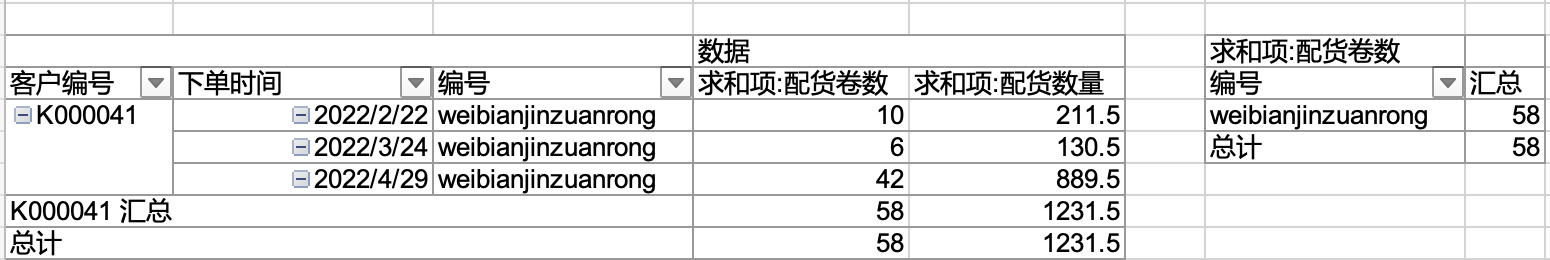 数据 求和项:配货卷数
客户编号 下单时间 编号 求和项:配货卷数 求和项:配货数量 编号 汇总
K000041 2022/2/22 weibianjinzuanrong 10 211.5 weibianjinzuanrong 58
2022/3/24 weibianjinzuanrong 6 130.5 总计 58
2022/4/29 weibianjinzuanrong 42 889.5
K000041 汇总 58 1231.5
总计 58 1231.5